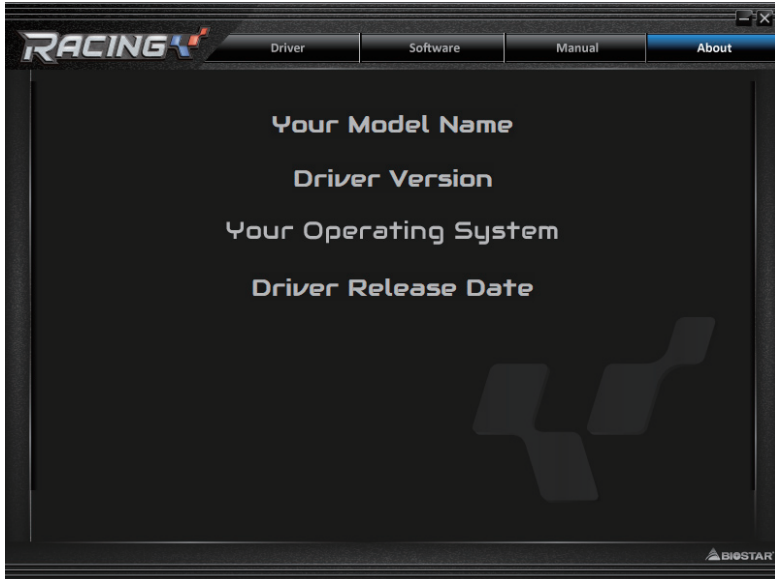 RACING
Driver
Software
Manual
About
Your Model Name
Driver Version
Your Operating System
Driver Release Date
BIOSTAR